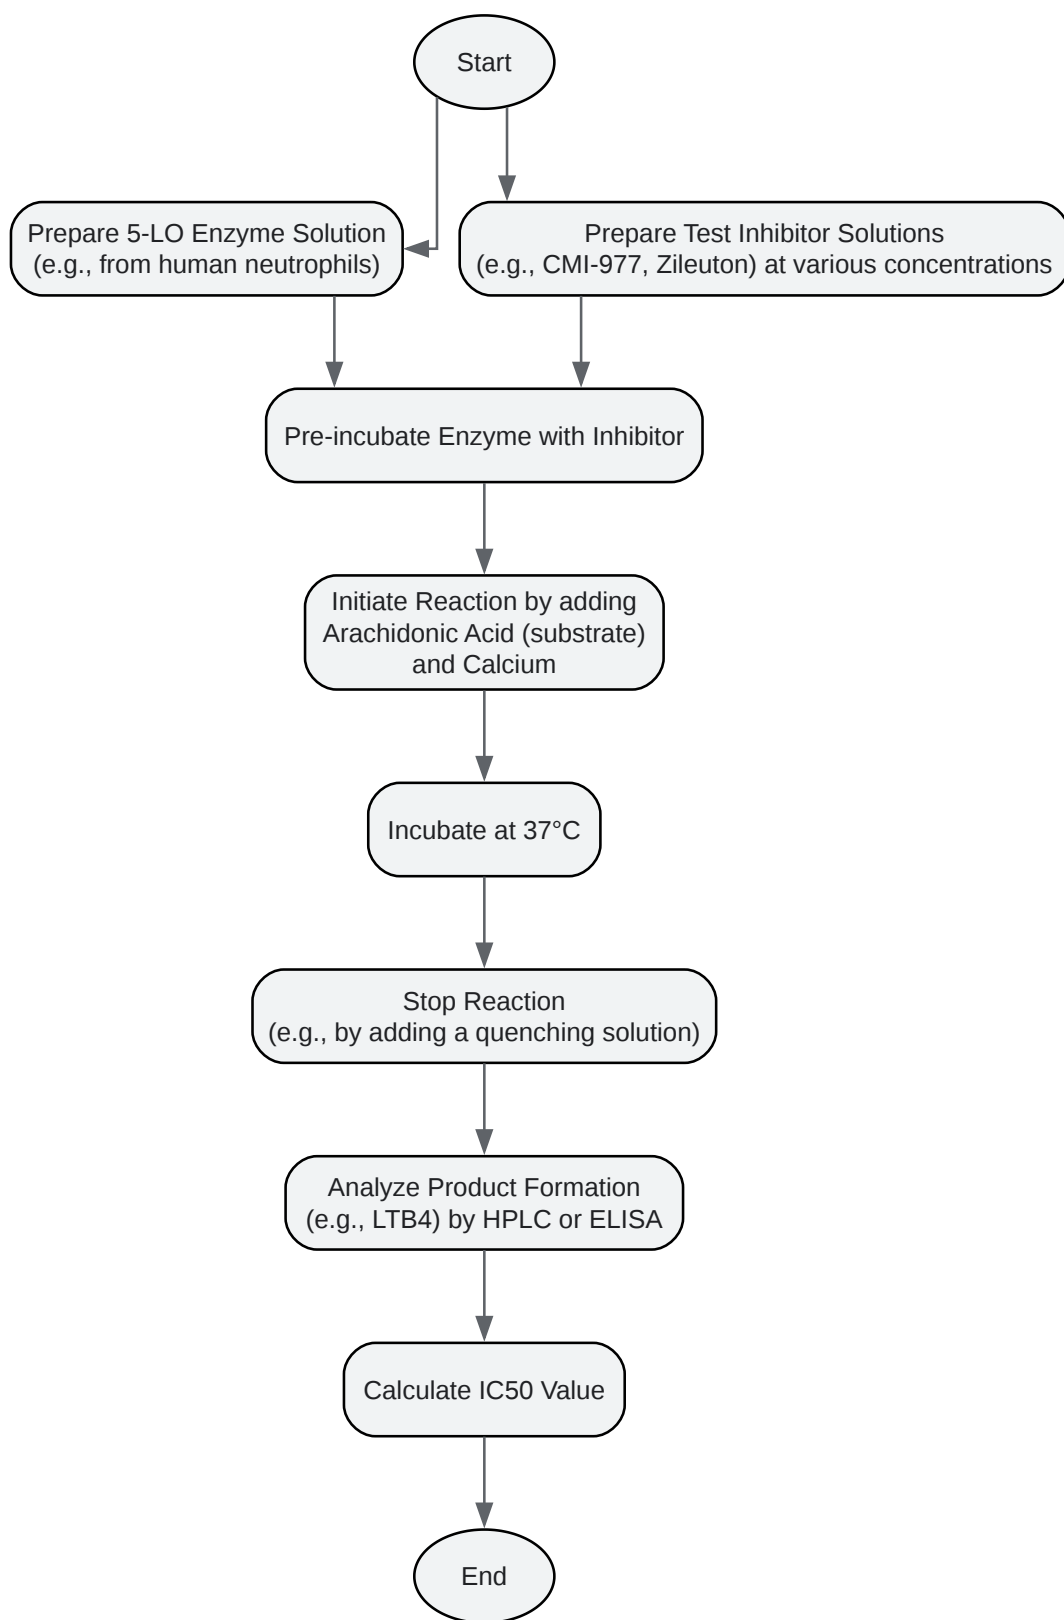 Start
Prepare 5-LO Enzyme Solution
(e.g., from human neutrophils)
Prepare Test Inhibitor Solutions
(e.g., CMI-977, Zileuton) at various concentrations
Pre-incubate Enzyme with Inhibitor
Initiate Reaction by adding
Arachidonic Acid (substrate)
and Calcium
Incubate at 37°C
Stop Reaction
(e.g., by adding a quenching solution)
Analyze Product Formation
(e.g., LTB4) by HPLC or ELISA
Calculate IC50 Value
End